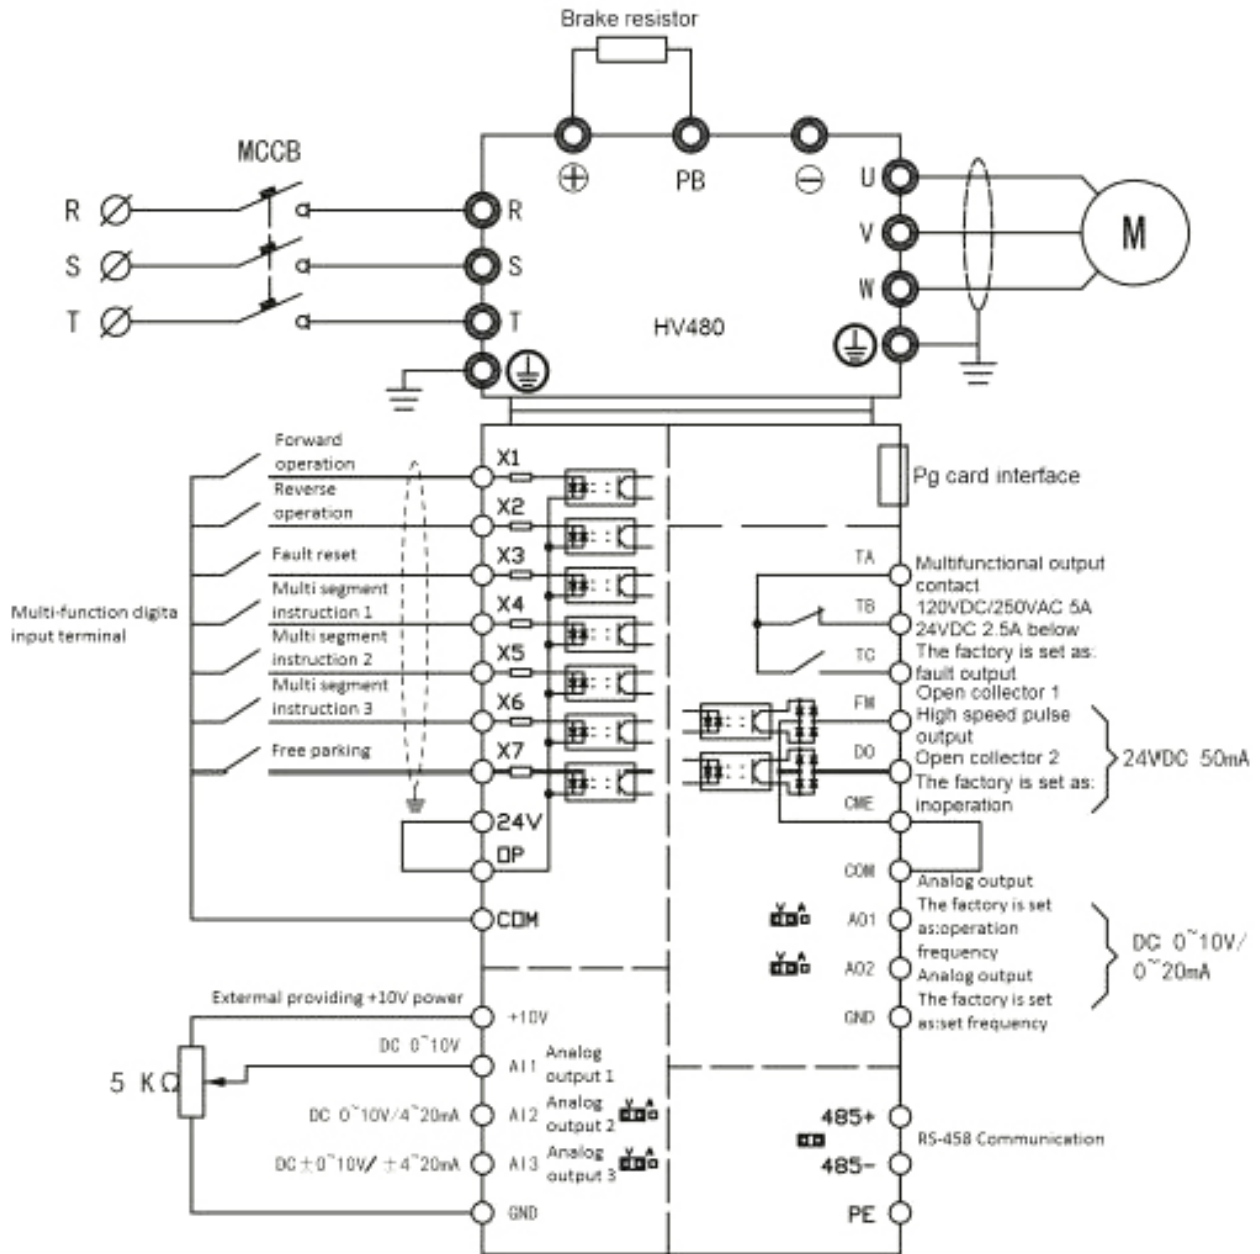 Brake resistor
MCCB
+
PB
−
U
V
W
R
S
T
R
S
T
M
HV480
Forward
operation
Reverse
operation
Fault reset
Multi segment
instruction 1
Multi segment
instruction 2
Multi segment
instruction 3
Free parking
Multi-function digita
input terminal
X1
X2
X3
X4
X5
X6
X7
24V
OP
COM
Pg card interface
TA
TB
TC
FM
DO
CME
COM
AO1
AO2
GND
Multifunctional output
contact
120VDC/250VAC 5A
24VDC 2.5A below
The factory is set as:
fault output
Open collector 1
High speed pulse
output
Open collector 2
The factory is set as:
inoperation
24VDC 50mA
Analog output
The factory is set
as:operation
frequency
Analog output
The factory is set
as:set frequency
DC 0~10V/
0~20mA
V A
V A
Extermal providing +10V power
+10V
DC 0~10V
AI1
Analog
output 1
5 KΩ
DC 0~10V/4~20mA
AI2
Analog
output 2
V A
DC±0~10V/ ±4~20mA
AI3
Analog
output 3
V A
GND
485+
RS-458 Communication
485-
PE